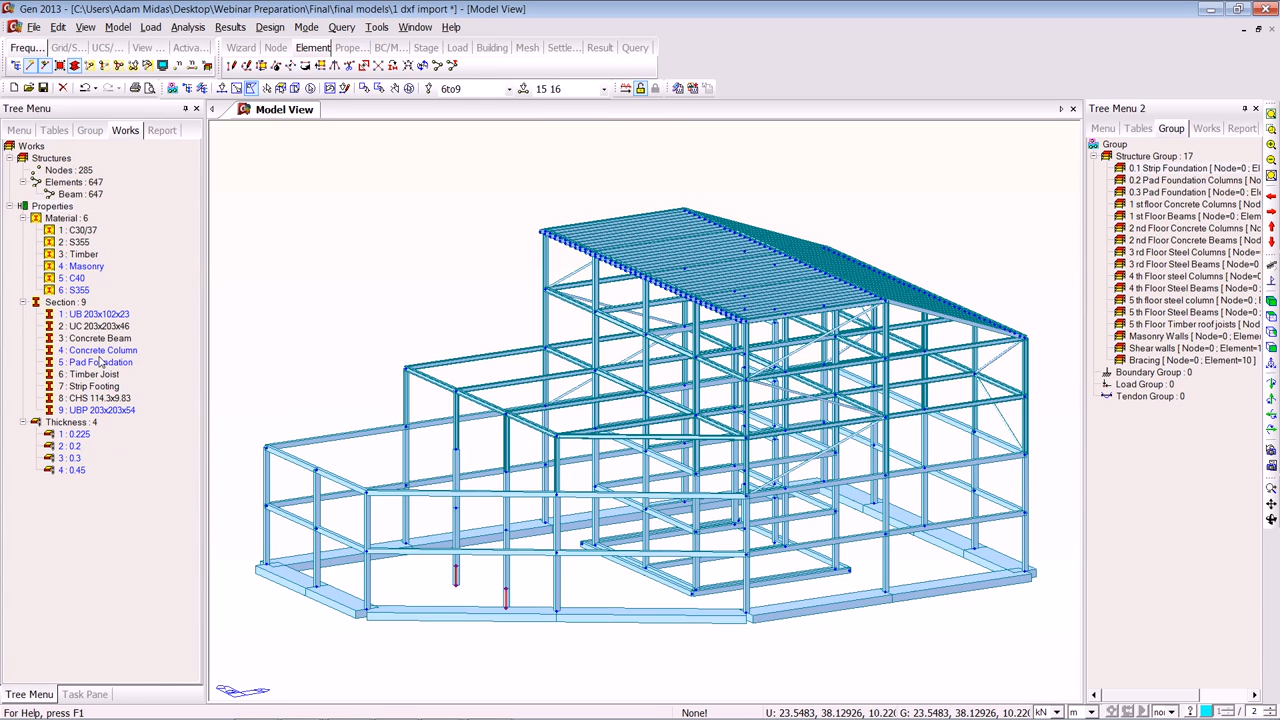 Gen 2013 - [C:\Users\Adam Midas\Desktop\Webinar Preparation\Final\final models\1 dxf import *] - [Model View]
File Edit View Model Load Analysis Results Design Mode Query Tools Window Help
Frequ... Grid/S... UCS/... View ... Activa... Wizard Node Element Prope... BC/M... Stage Load Building Mesh Settle... Result Query
6to9 15 16
Tree Menu
Menu Tables Group Works Report
Works
Structures
Nodes : 285
Elements : 647
Beam : 647
Properties
Material : 6
1 : C30/37
2 : S355
3 : Timber
4 : Masonry
5 : C40
6 : S355
Section : 9
1 : UB 203x102x23
2 : UC 203x203x46
3 : Concrete Beam
4 : Concrete Column
5 : Pad Foundation
6 : Timber Joist
7 : Strip Footing
8 : CHS 114.3x9.83
9 : UBP 203x203x54
Thickness : 4
1 : 0.225
2 : 0.2
3 : 0.3
4 : 0.45
Tree Menu Task Pane
Model View
Tree Menu 2
Menu Tables Group Works Report
Group
Structure Group : 17
0.1 Strip Foundation [ Node=0 ; El
0.2 Pad Foundation Columns [ No
0.3 Pad Foundation [ Node=0 ; E
1 st floor Concrete Columns [ No
1 st Floor Beams [ Node=0 ; Elem
2 nd Floor Concrete Columns [ N
2 nd Floor Concrete Beams [ Nod
3 rd Floor Steel Columns [ Node=
3 rd Floor Steel Beams [ Node=0
4 th floor Steel Columns [ Node=0
4 th Floor Steel Beams [ Node=0
5 th floor steel column [ Node=0
5 th Floor Steel Beams [ Node=0
5 th Floor Timber roof joists [ Nod
Masonry Walls [ Node=0 ; Elemen
Shear walls [ Node=0 ; Element=
Bracing [ Node=0 ; Element=10 ]
Boundary Group : 0
Load Group : 0
Tendon Group : 0
For Help, press F1 None! U: 23.5483, 38.12926, 10.220 G: 23.5483, 38.12926, 10.220 kN m no 1 / 2